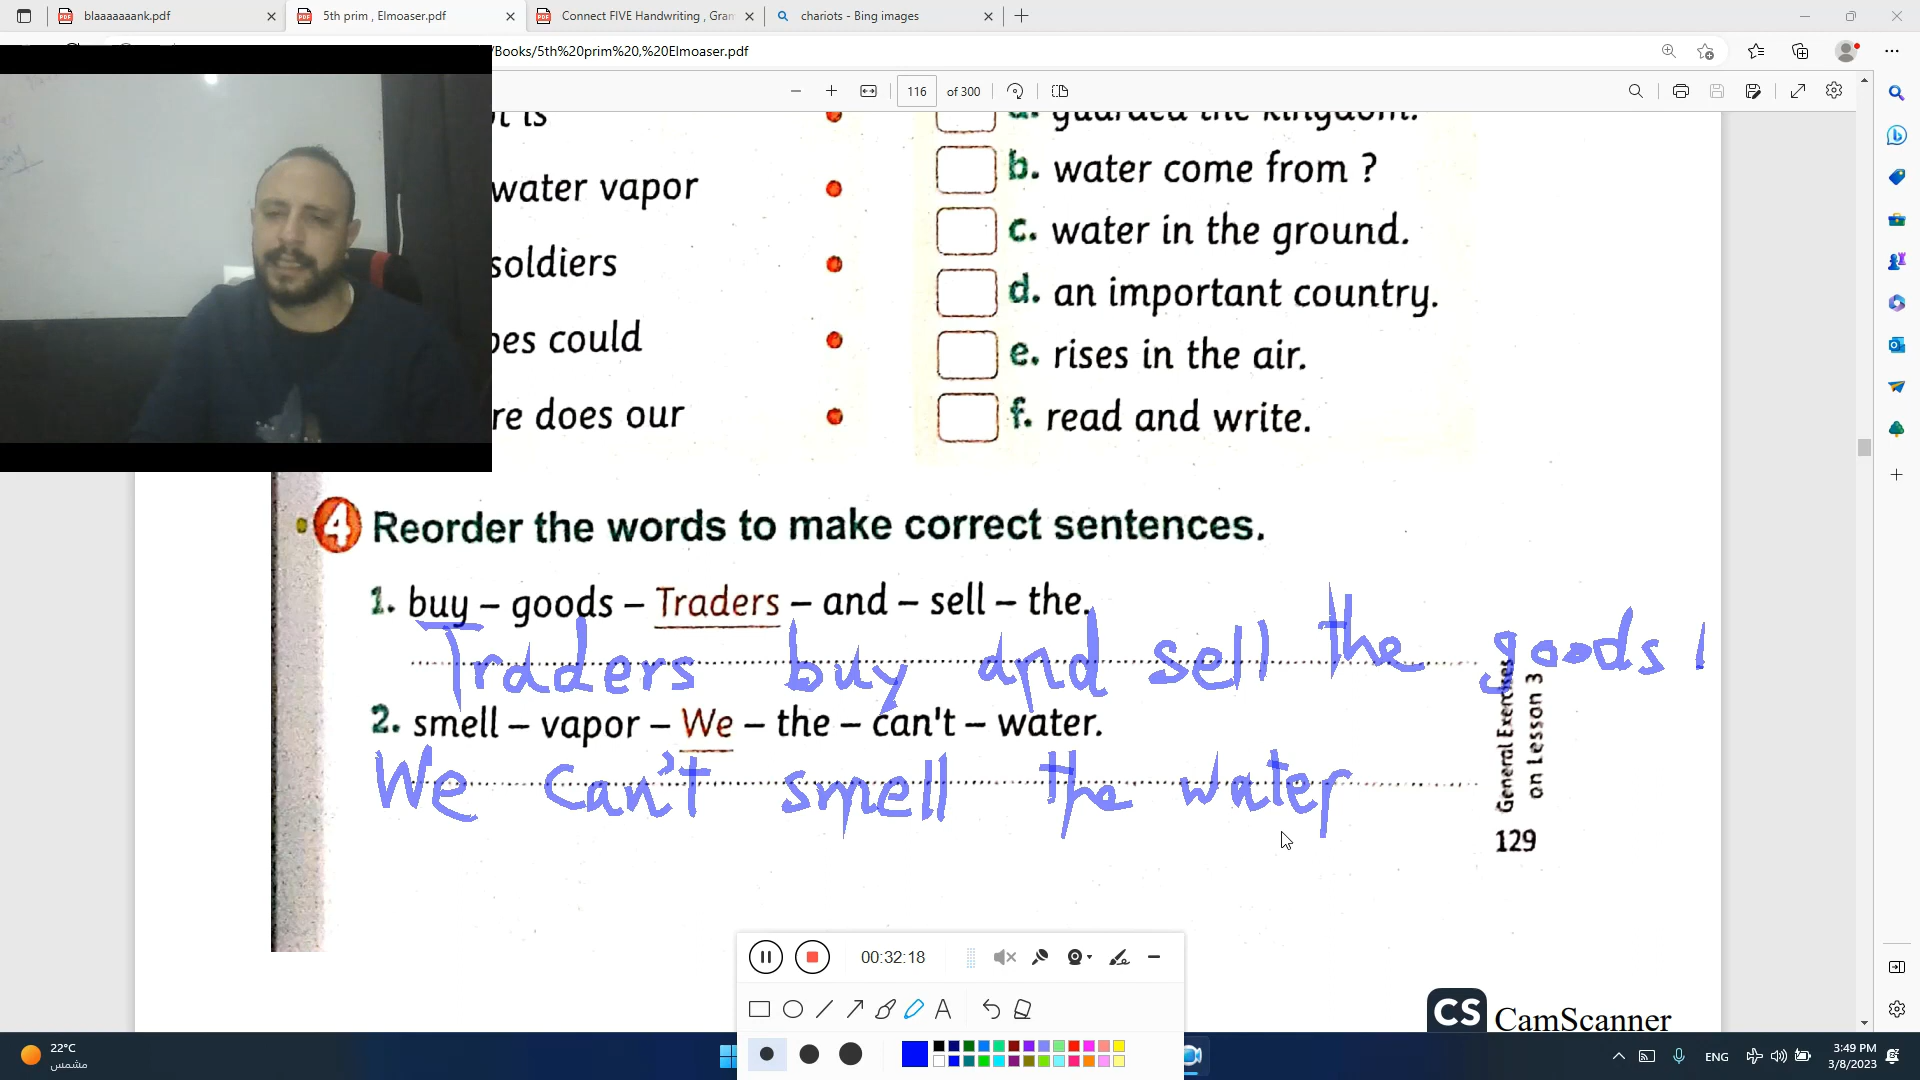 blaaaaaaank.pdf
5th prim , Elmoaser.pdf
Connect FIVE Handwriting , Gram
chariots - Bing images
/Books/5th%20prim%20,%20Elmoaser.pdf
116 of 300
is
a. guarded the kingdom.
water vapor
b. water come from ?
soldiers
c. water in the ground.
d. an important country.
pes could
e. rises in the air.
re does our
f. read and write.
4 Reorder the words to make correct sentences.
1. buy – goods – Traders – and – sell – the.
Traders buy and sell the goods
2. smell – vapor – We – the – can't – water.
We can't smell the water
General Exercises
on Lesson 3
129
00:32:18
CS CamScanner
22°C
مشمس
ENG
3:49 PM
3/8/2023